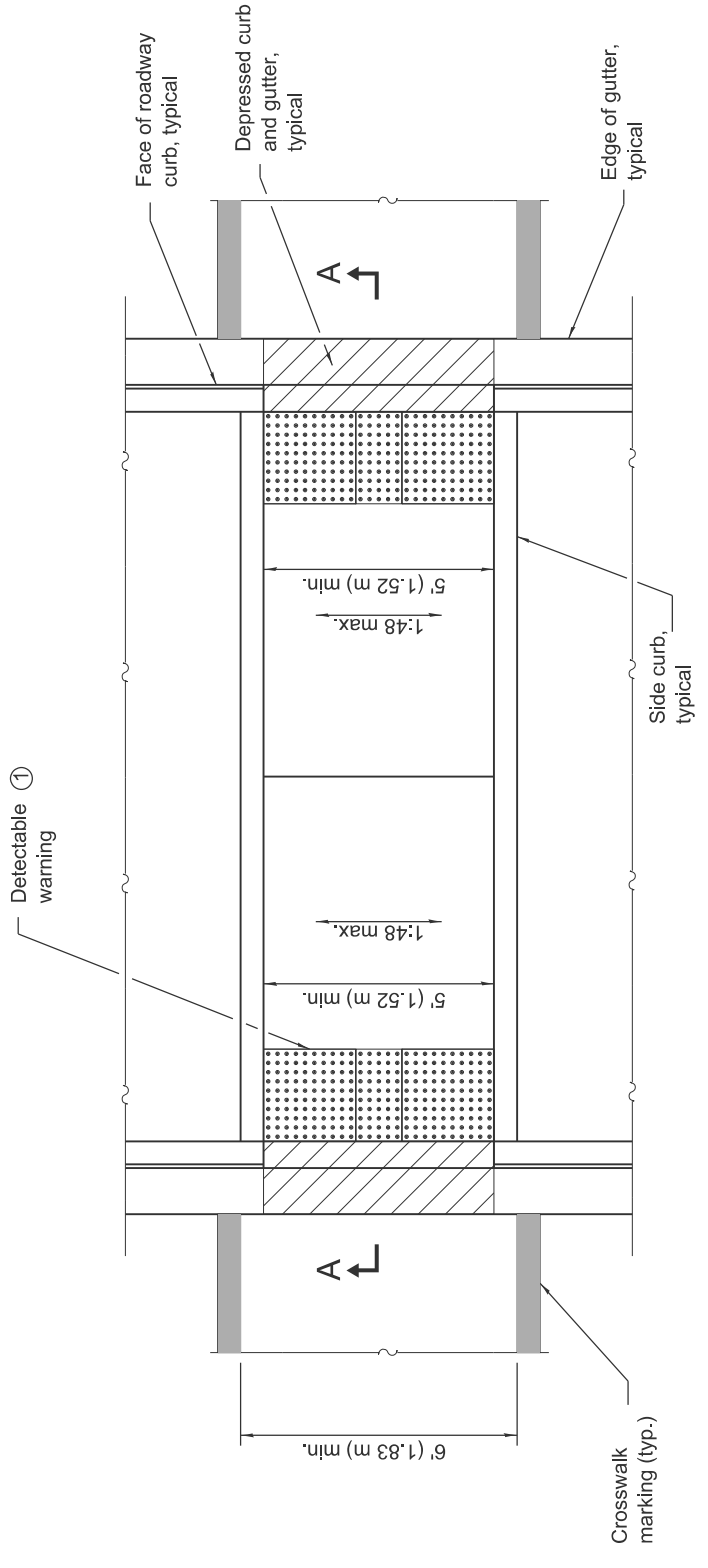 Face of roadway
curb, typical
Depressed curb
and gutter,
typical
Edge of gutter,
typical
A
5' (1.52 m) min.
1:48 max.
Side curb,
typical
Detectable ①
warning
1:48 max.
5' (1.52 m) min.
A
6' (1.83 m) min.
Crosswalk
marking (typ.)